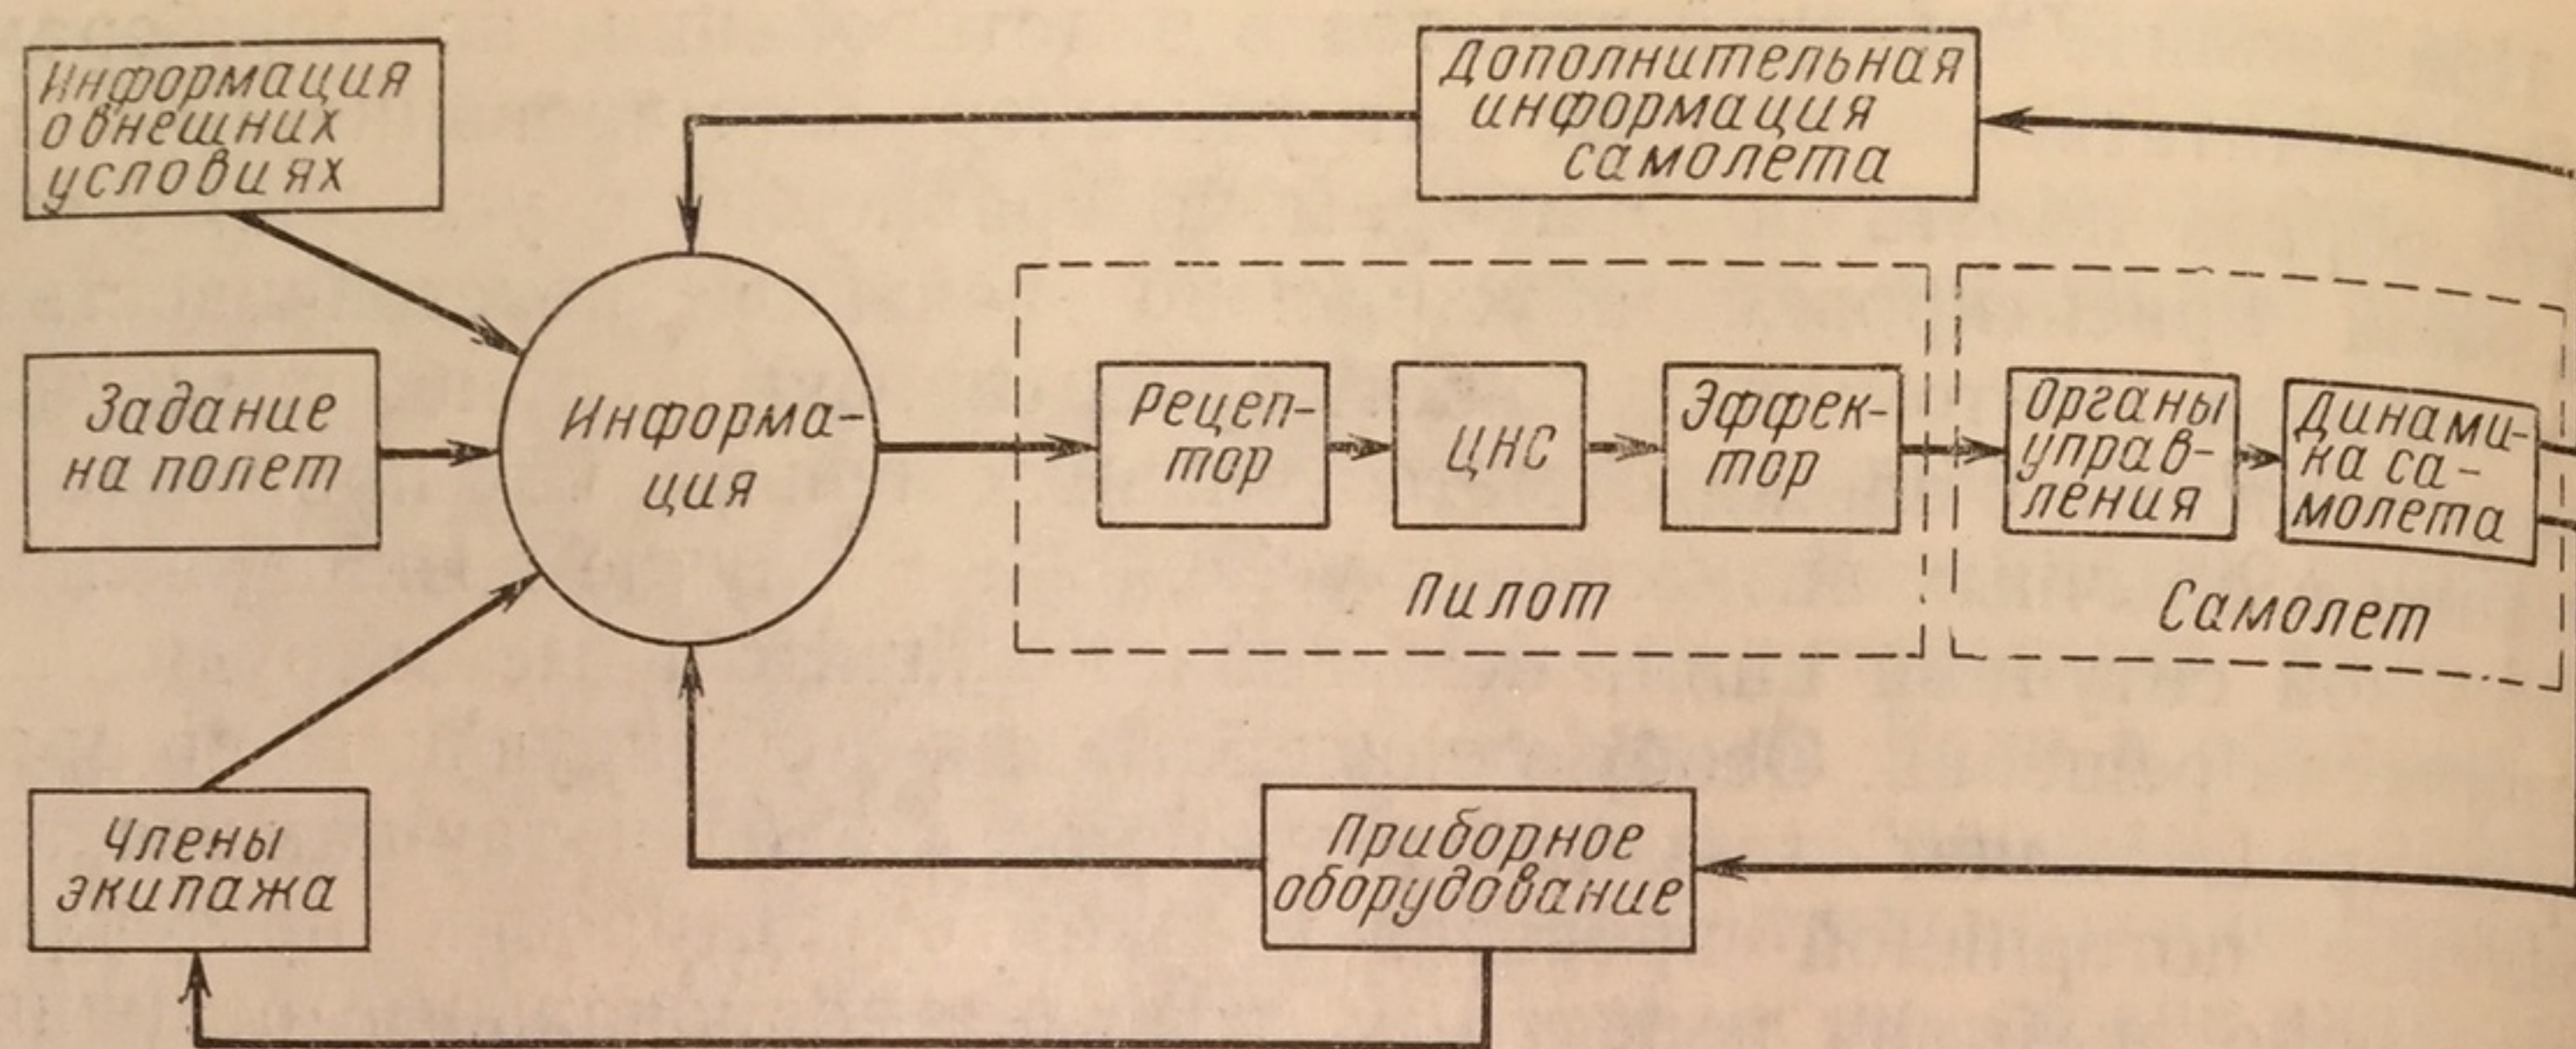 Информация
о внешних
условиях
Дополнительная
информация
самолета
Задание
на полет
Информа-
ция
Рецеп-
тор
ЦНС
Эффек-
тор
Пилот
Органы
управ-
ления
Динами-
ка са-
молета
Самолет
Члены
экипажа
Приборное
оборудование